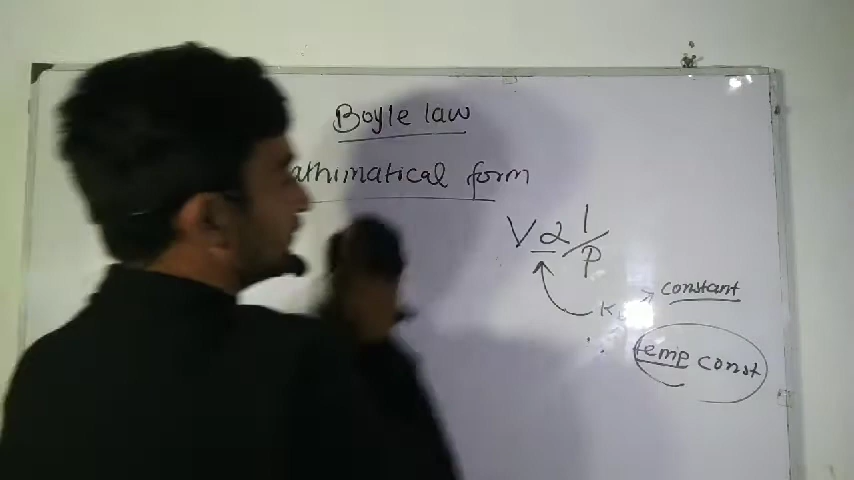 Boyle law
athimatical form
V α 1/P
K → constant
∴ temp const